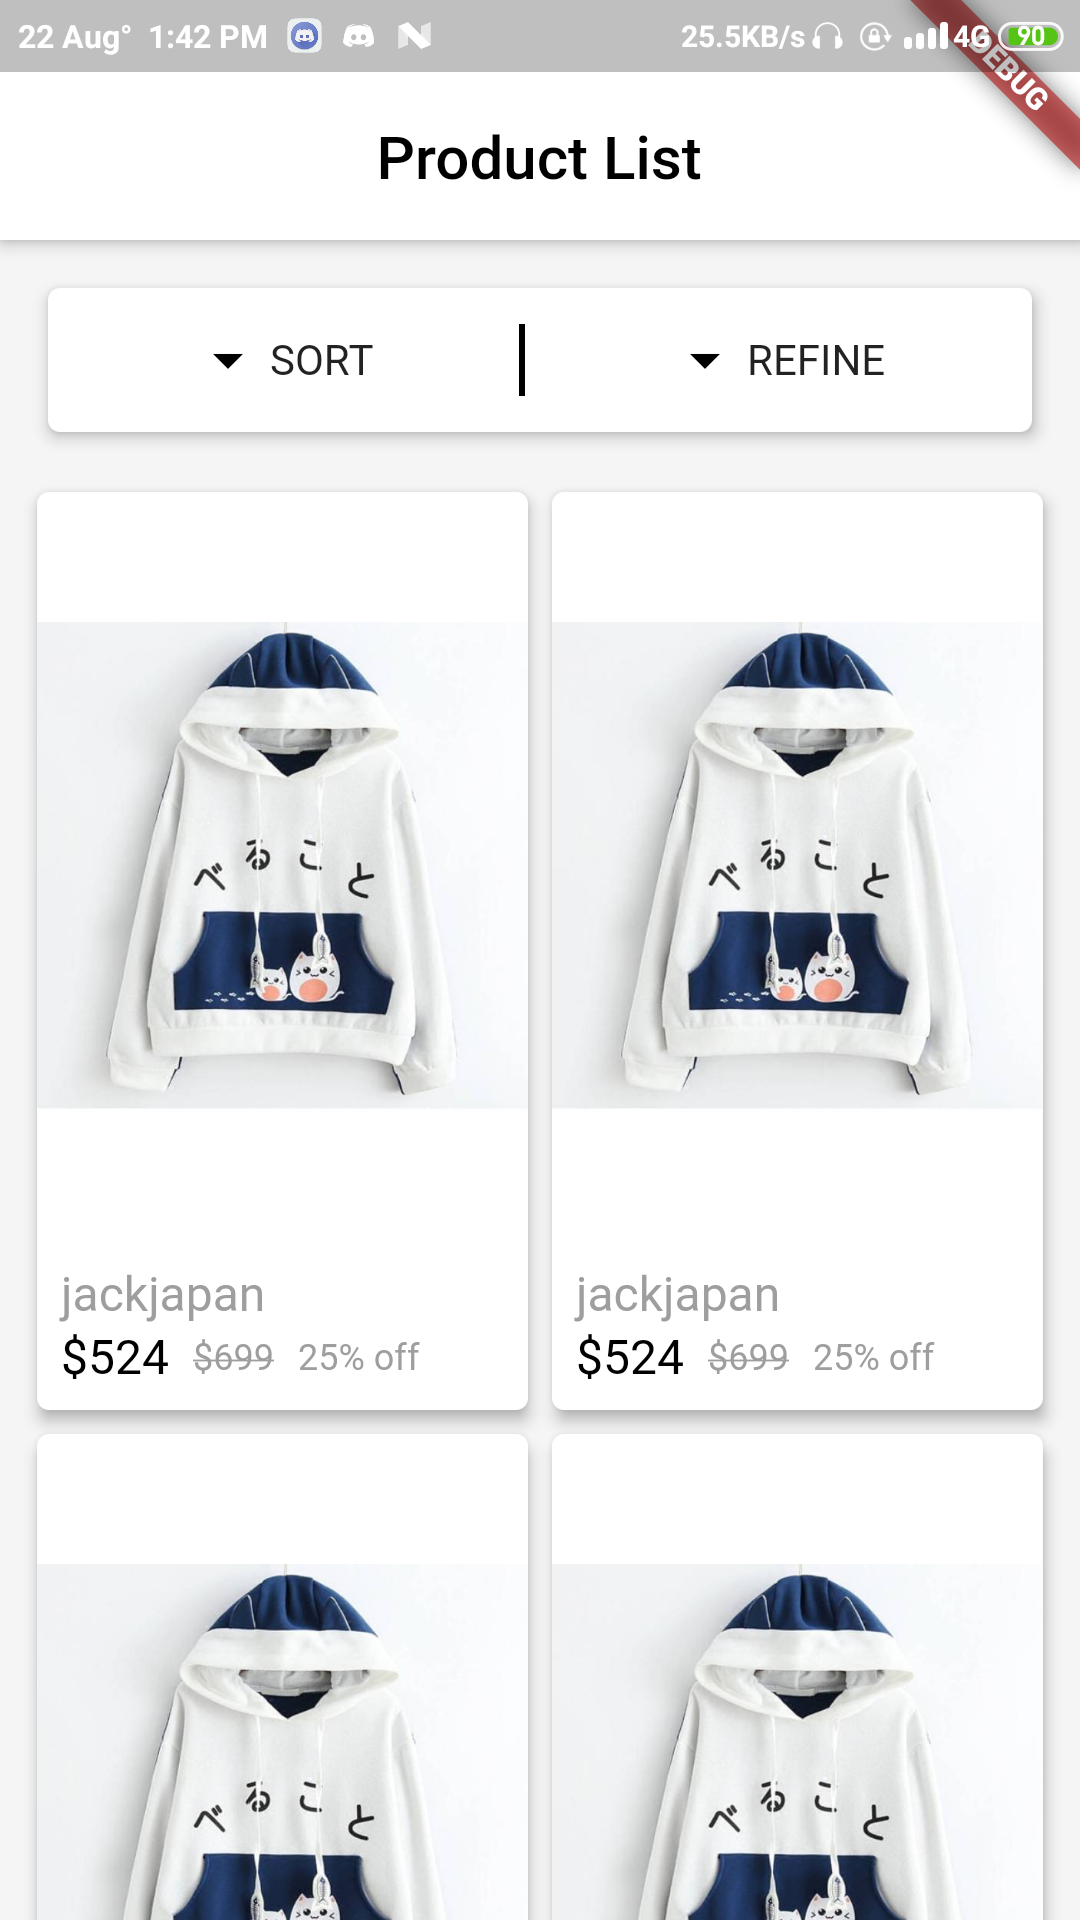 22 Aug° 1:42 PM 25.5KB/s 4G 90
DEBUG
Product List
SORT REFINE
べること べること
jackjapan jackjapan
$524 $699 25% off $524 $699 25% off
べること べること